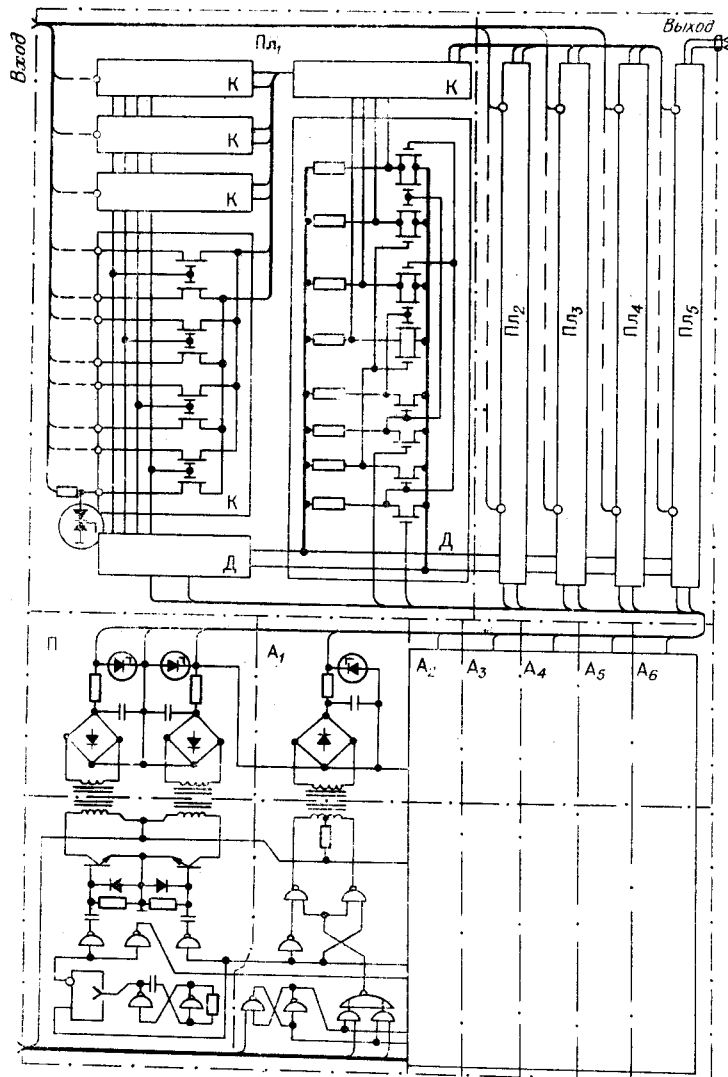 Вход
Пл₁
Выход
К
К
К
К
К
Д
Д
Пл₂
Пл₃
Пл₄
Пл₅
П
А₁
А₂
А₃
А₄
А₅
А₆